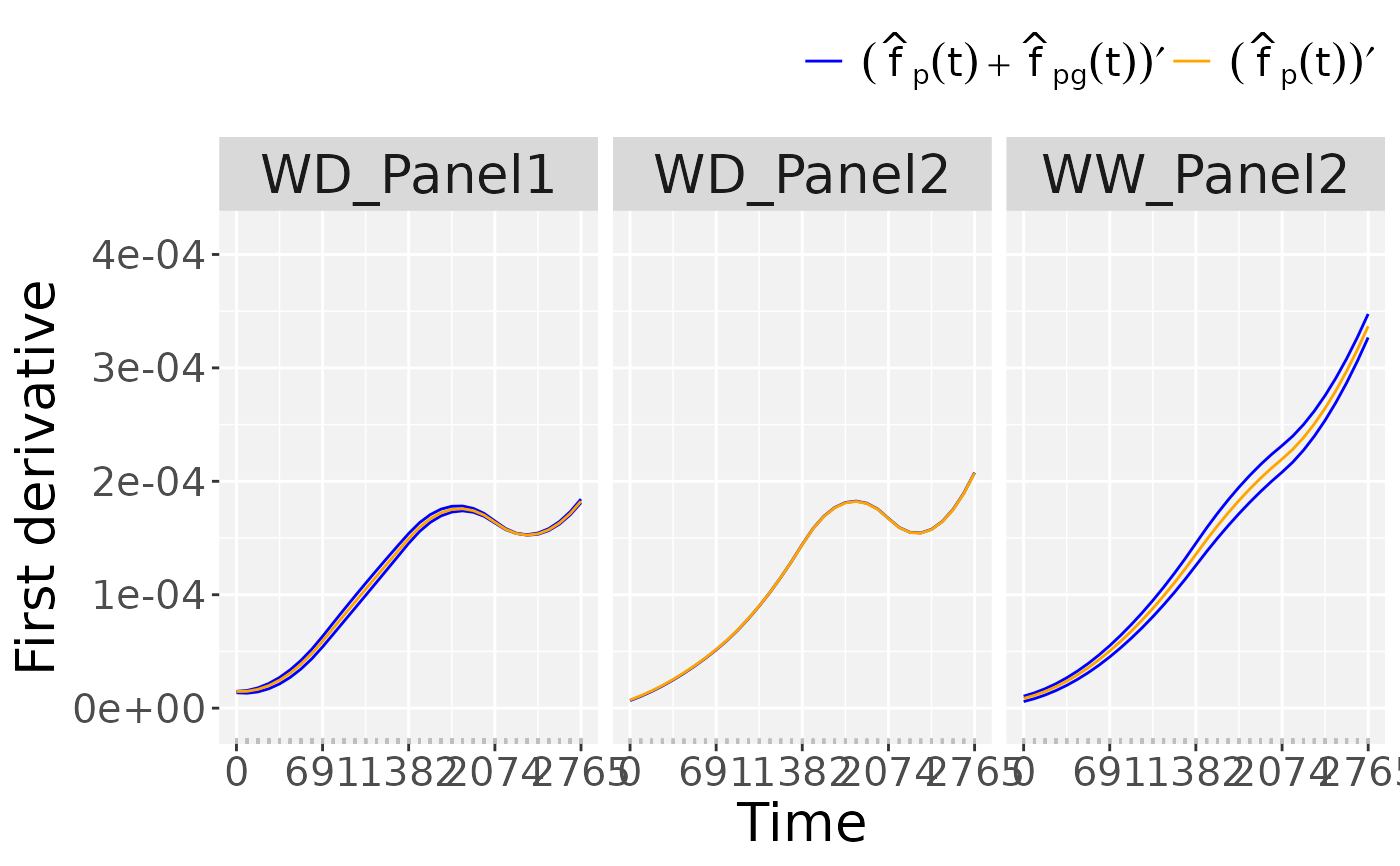 (f̂ p(t) + f̂ pg(t))′ (f̂ p(t))′
WD_Panel1 WD_Panel2 WW_Panel2
4e-04
3e-04
2e-04
1e-04
0e+00
First derivative
0 691 1382 2074 2765 0 691 1382 2074 2765 0 691 1382 2074 2765
Time